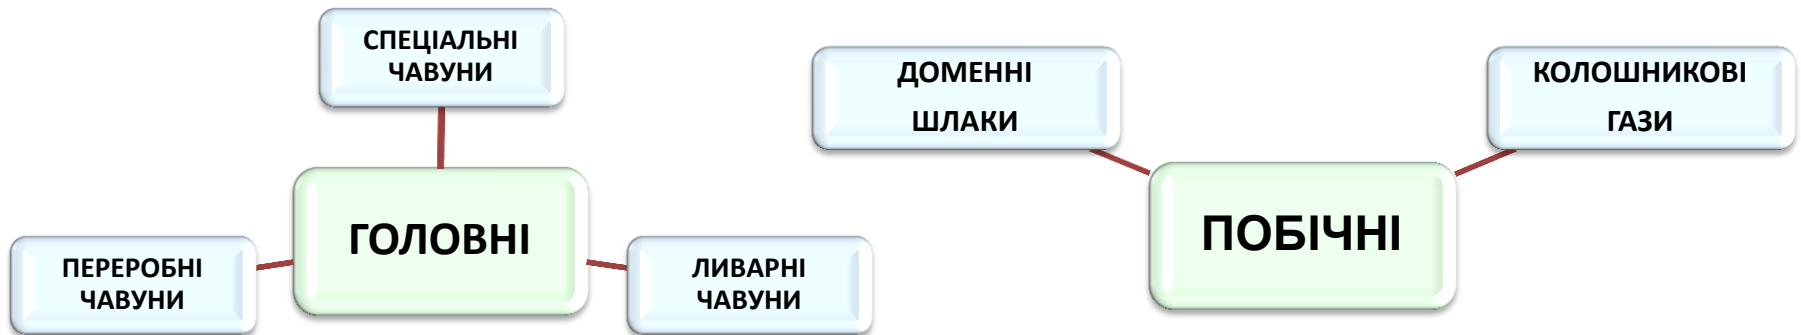 СПЕЦІАЛЬНІ
ЧАВУНИ
ГОЛОВНІ
ПЕРЕРОБНІ
ЧАВУНИ
ЛИВАРНІ
ЧАВУНИ
ДОМЕННІ
ШЛАКИ
КОЛОШНИКОВІ
ГАЗИ
ПОБІЧНІ